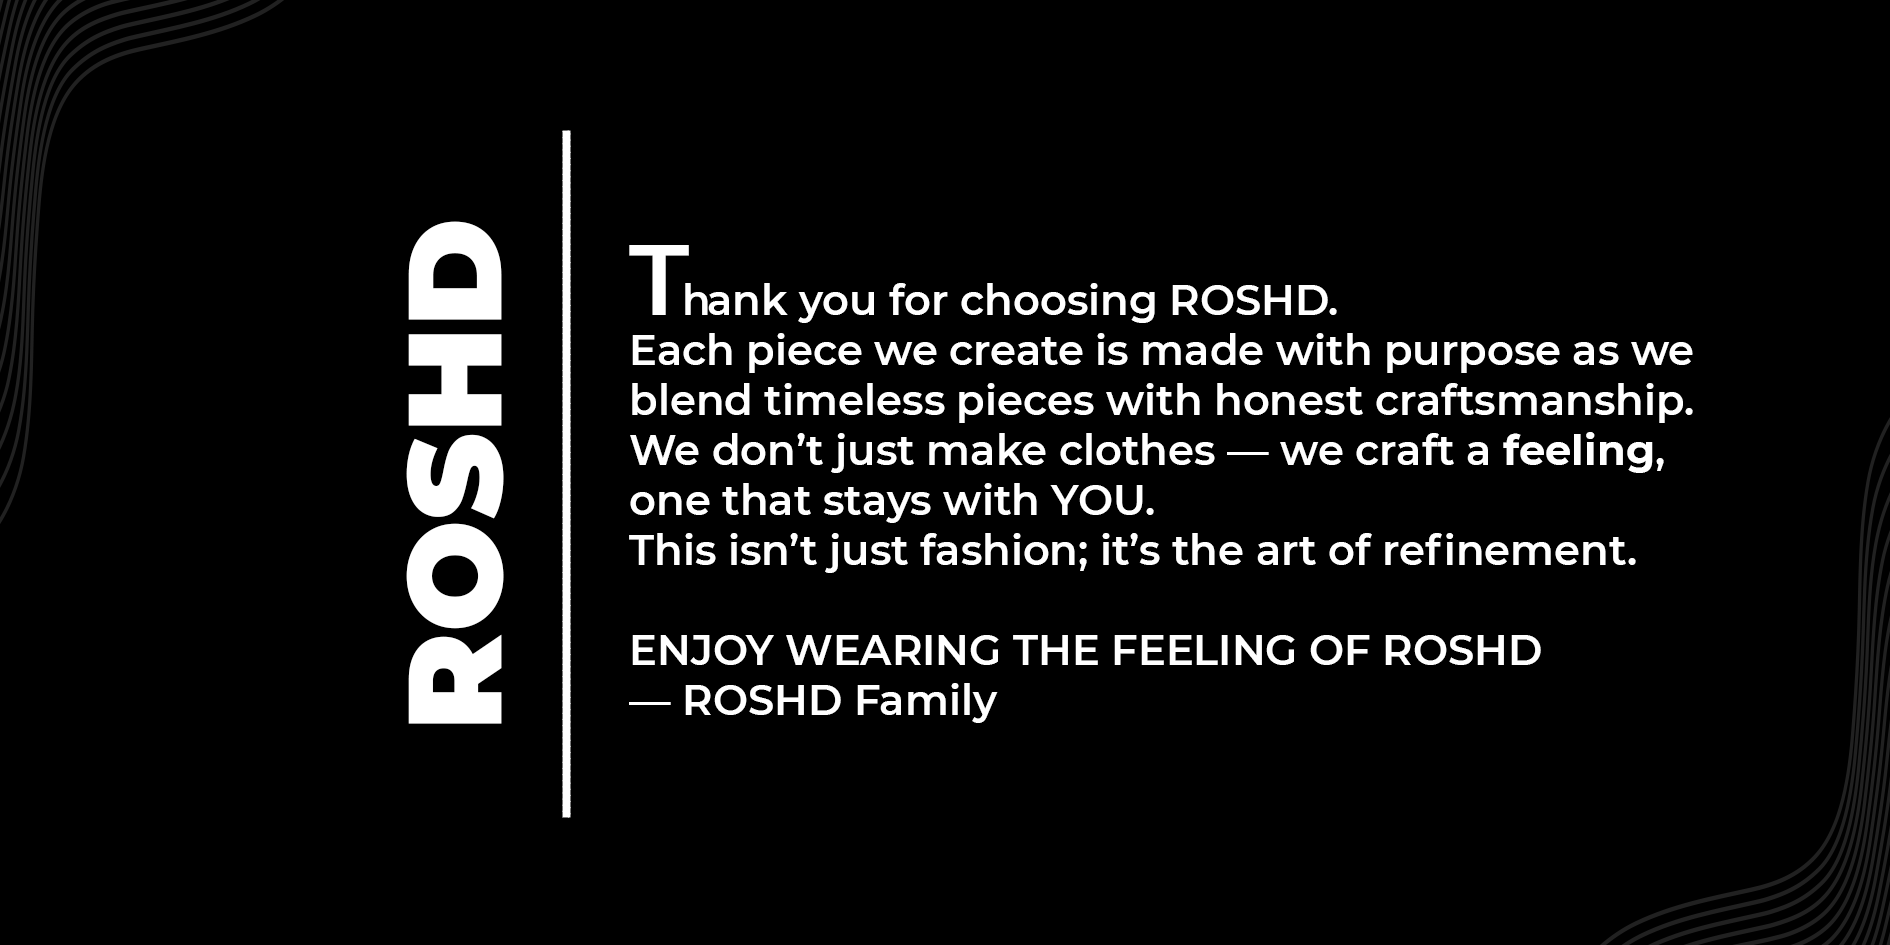 ROSHD
Thank you for choosing ROSHD.
Each piece we create is made with purpose as we
blend timeless pieces with honest craftsmanship.
We don’t just make clothes — we craft a feeling,
one that stays with YOU.
This isn’t just fashion; it’s the art of refinement.
ENJOY WEARING THE FEELING OF ROSHD
— ROSHD Family